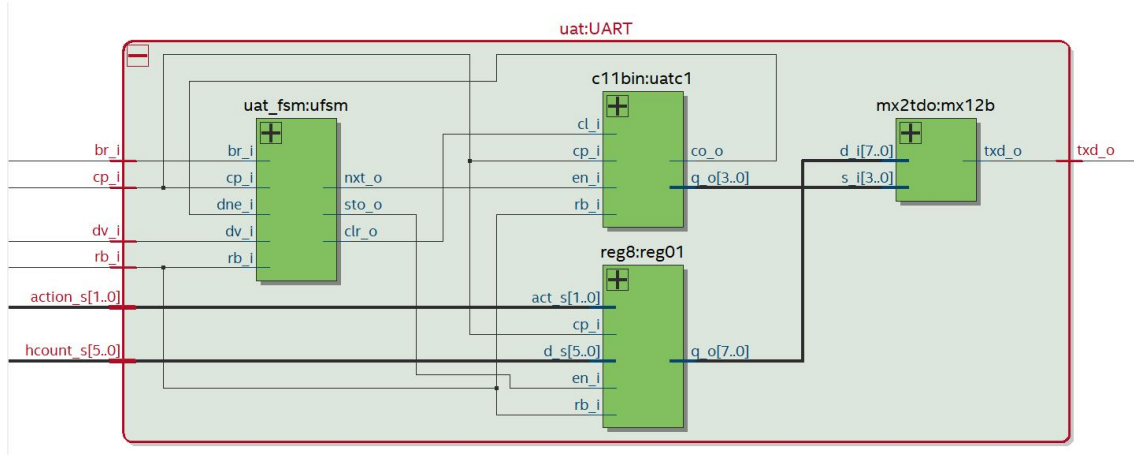 uat:UART
c11bin:uatc1
uat_fsm:ufsm
mx2tdo:mx12b
br_i
cp_i
dv_i
rb_i
action_s[1..0]
hcount_s[5..0]
br_i
cp_i
dne_i
dv_i
rb_i
nxt_o
sto_o
clr_o
cl_i
cp_i
en_i
rb_i
co_o
q_o[3..0]
reg8:reg01
act_s[1..0]
cp_i
d_s[5..0]
en_i
rb_i
q_o[7..0]
d_i[7..0]
s_i[3..0]
txd_o
txd_o